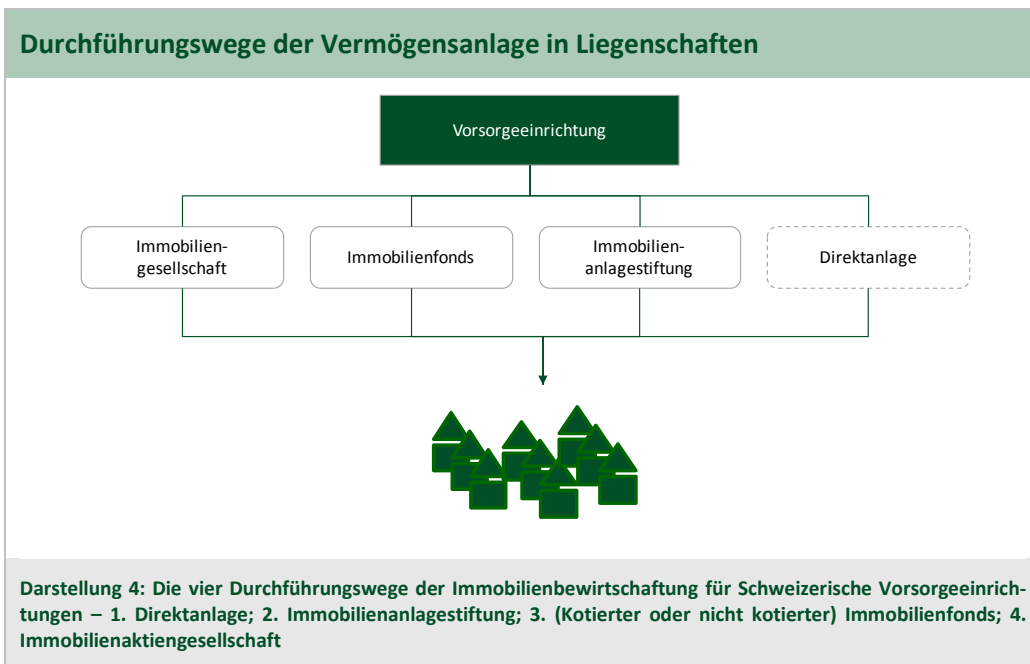 Durchführungswege der Vermögensanlage in Liegenschaften
Vorsorgeeinrichtung
Immobilien-
gesellschaft
Immobilienfonds
Immobilien-
anlagestiftung
Direktanlage
Darstellung 4: Die vier Durchführungswege der Immobilienbewirtschaftung für Schweizerische Vorsorgeeinrich-
tungen – 1. Direktanlage; 2. Immobilienanlagestiftung; 3. (Kotierter oder nicht kotierter) Immobilienfonds; 4.
Immobilienaktiengesellschaft